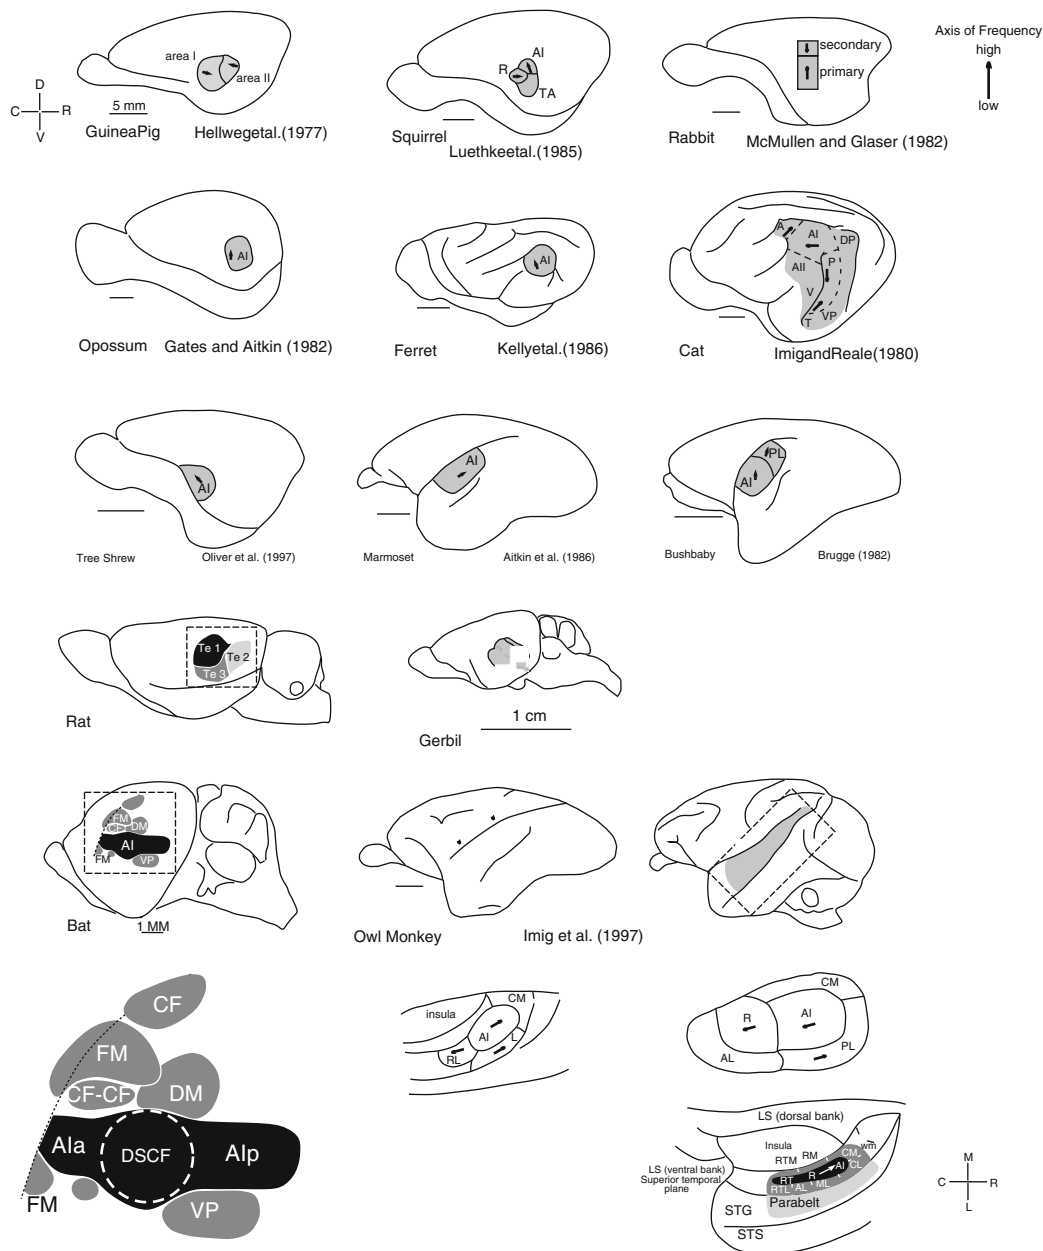 Axis of Frequency
high
low
D
C R
V
area I
area II
5 mm
GuineaPig Hellwegetal.(1977)
AI
R
TA
Squirrel
Luethkeetal.(1985)
secondary
primary
Rabbit McMullen and Glaser (1982)
AI
Opossum Gates and Aitkin (1982)
AI
Ferret Kellyetal.(1986)
A
AI
DP
AII
P
V
T
VP
Cat ImigandReale(1980)
AI
Tree Shrew Oliver et al. (1997)
AI
Marmoset Aitkin et al. (1986)
PL
AI
Bushbaby Brugge (1982)
Te 1
Te 2
Te 3
Rat
1 cm
Gerbil
FM
CF
DM
AI
FM
VP
Bat 1 MM
Owl Monkey Imig et al. (1997)
CF
FM
CF-CF
DM
AIa
DSCF
AIp
FM
VP
CM
insula
AI
L
RL
CM
R
AI
AL
PL
LS (dorsal bank)
Insula
RM
RTM
CM
wm
LS (ventral bank)
Superior temporal
plane
RT
R
AI
CL
RTL
AL
ML
Parabelt
STG
STS
M
C R
L